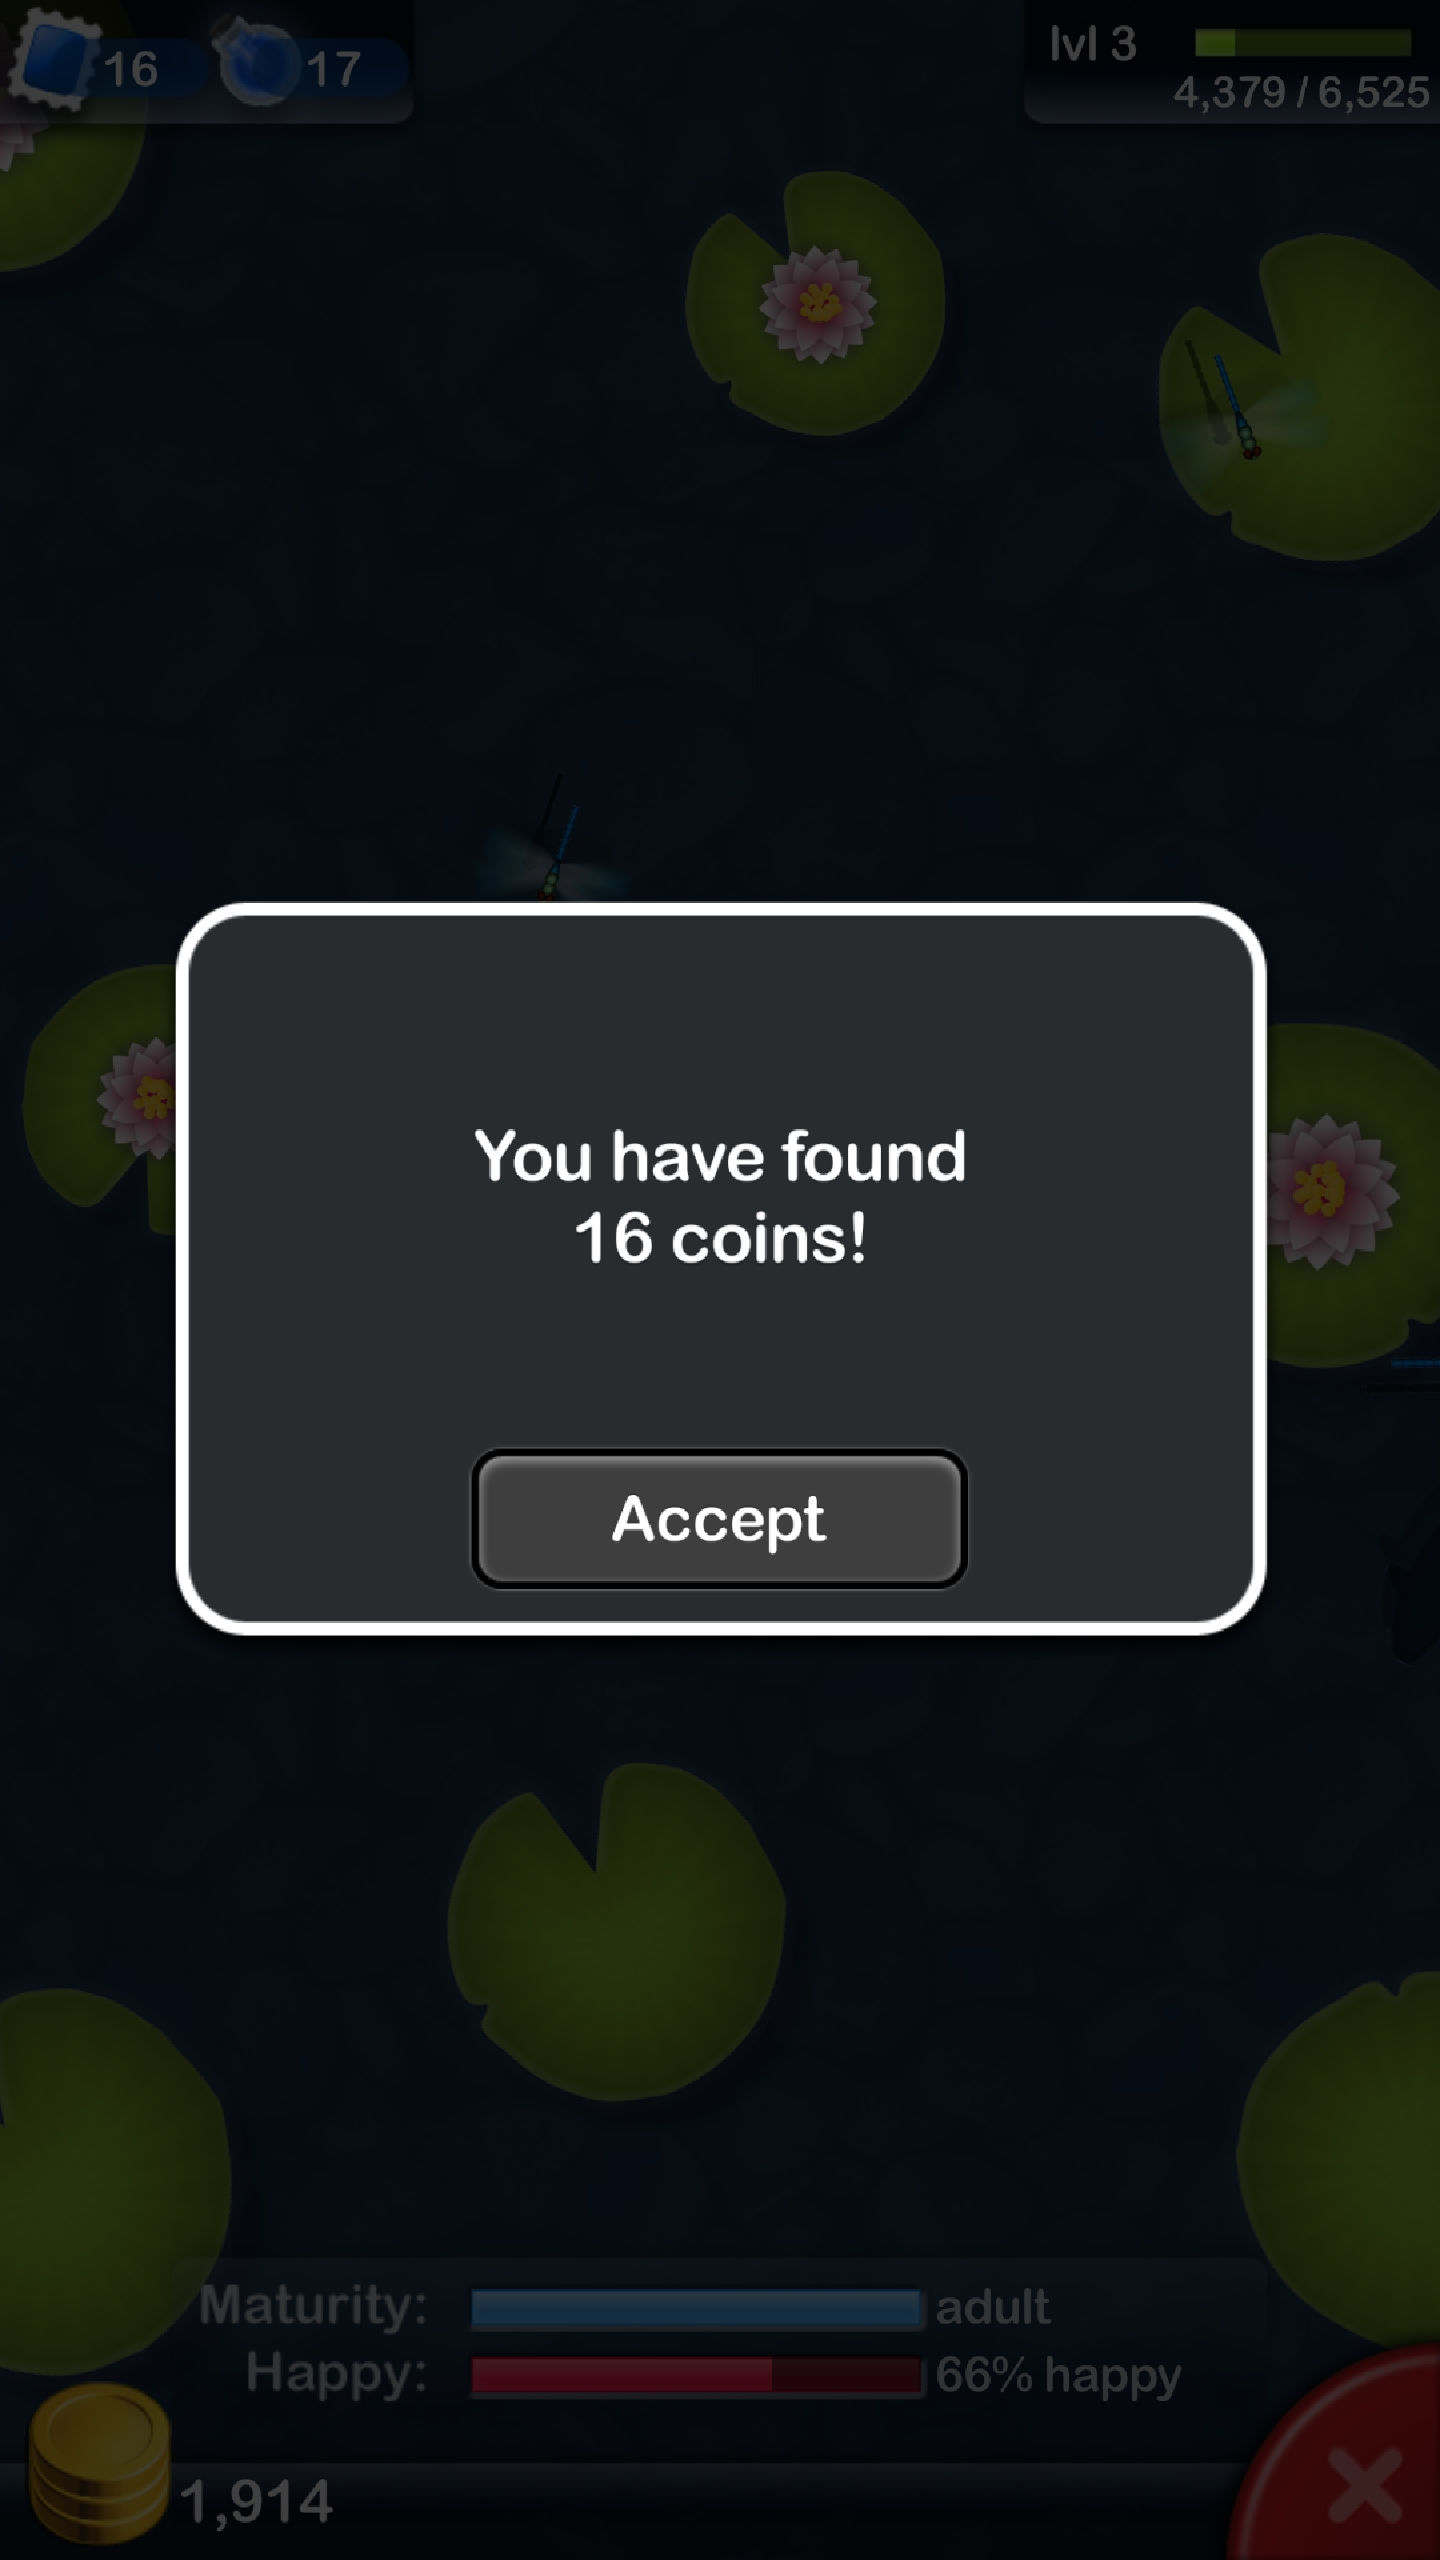 16
17
lvl 3
4,379 / 6,525
You have found
16 coins!
Accept
Maturity: adult
Happy: 66% happy
1,914